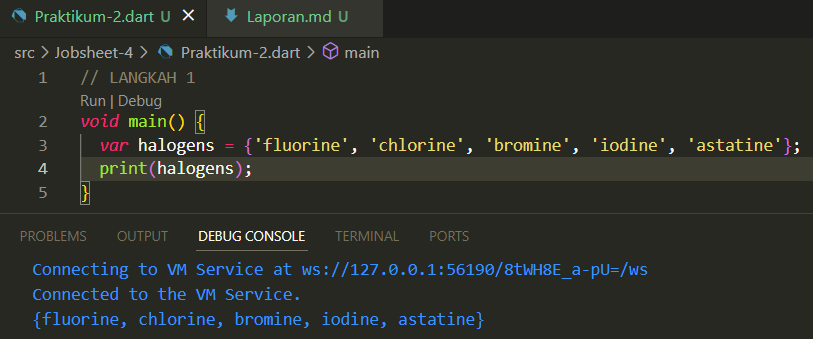 Praktikum-2.dart U Laporan.md U
src > Jobsheet-4 > Praktikum-2.dart > main
1 // LANGKAH 1
Run | Debug
2 void main() {
3 var halogens = {'fluorine', 'chlorine', 'bromine', 'iodine', 'astatine'};
4 print(halogens);
5 }
PROBLEMS OUTPUT DEBUG CONSOLE TERMINAL PORTS
Connecting to VM Service at ws://127.0.0.1:56190/8tWH8E_a-pU=/ws
Connected to the VM Service.
{fluorine, chlorine, bromine, iodine, astatine}